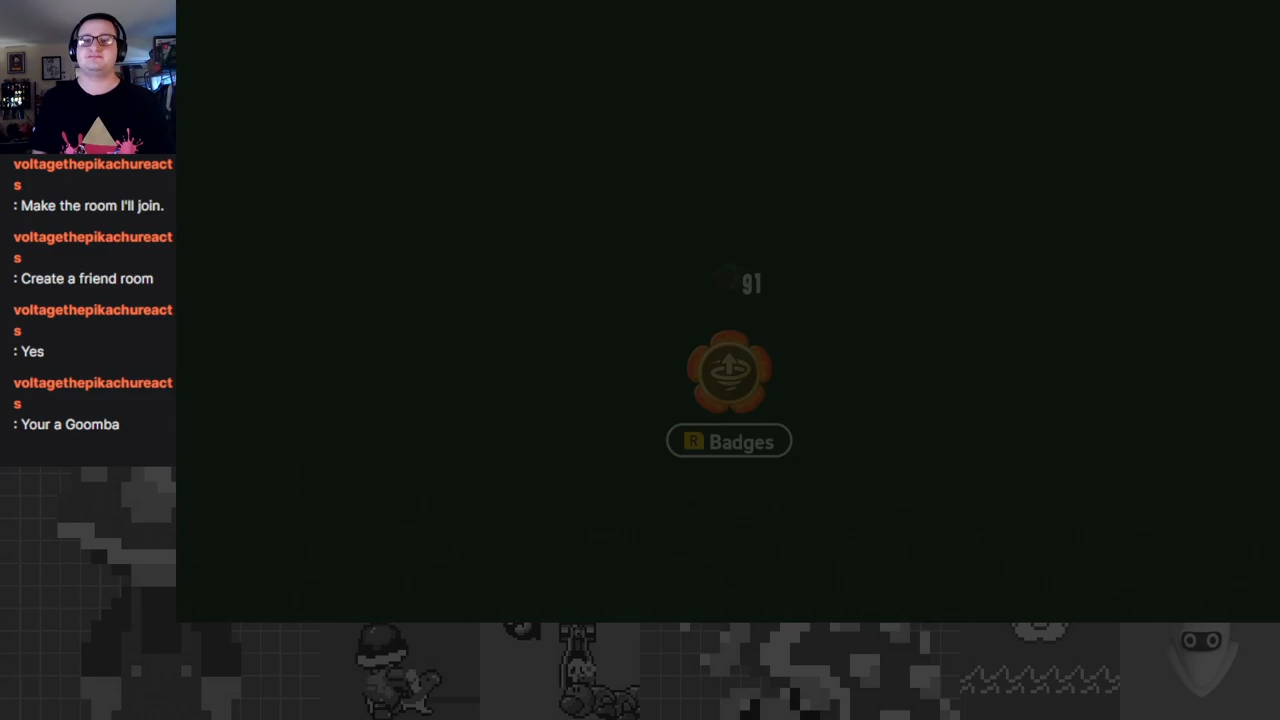 voltagethepikachureact
s
: Make the room I'll join.
voltagethepikachureact
s
: Create a friend room
voltagethepikachureact
s
: Yes
voltagethepikachureact
s
: Your a Goomba
91
R Badges